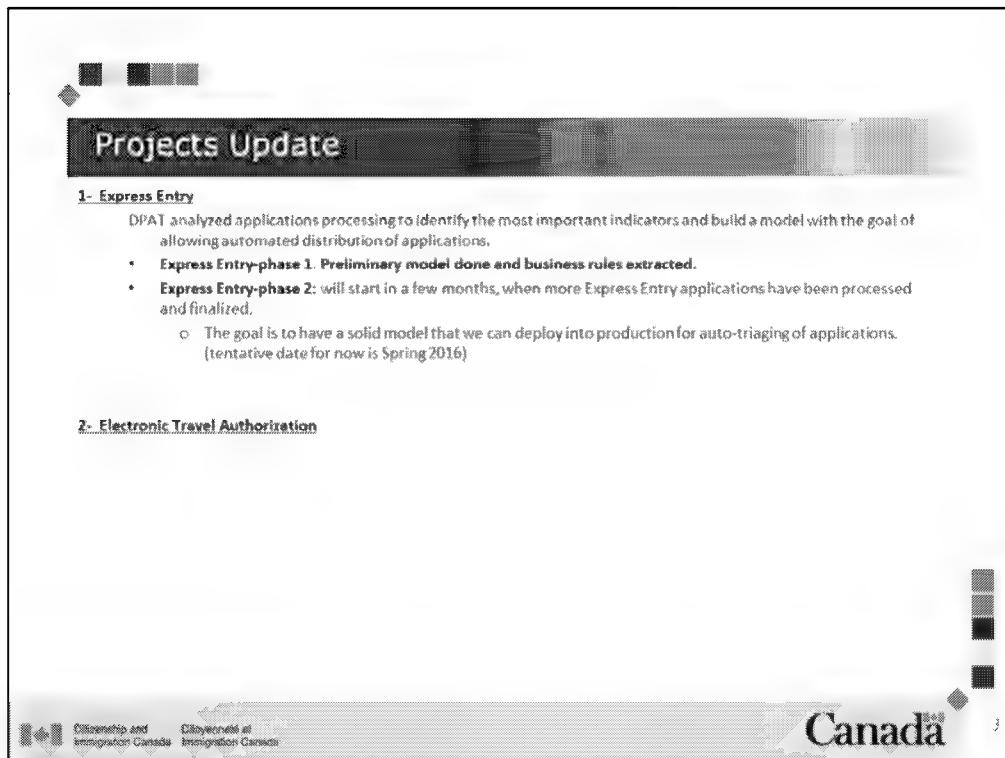 Projects Update
1- Express Entry
DPAT analyzed applications processing to identify the most important indicators and build a model with the goal of
allowing automated distribution of applications.
• Express Entry-phase 1. Preliminary model done and business rules extracted.
• Express Entry-phase 2: will start in a few months, when more Express Entry applications have been processed
and finalized.
o The goal is to have a solid model that we can deploy into production for auto-triaging of applications.
(tentative date for now is Spring 2016)
2- Electronic Travel Authorization
Citizenship and Citoyenneté et
Immigration Canada Immigration Canada
Canada
3